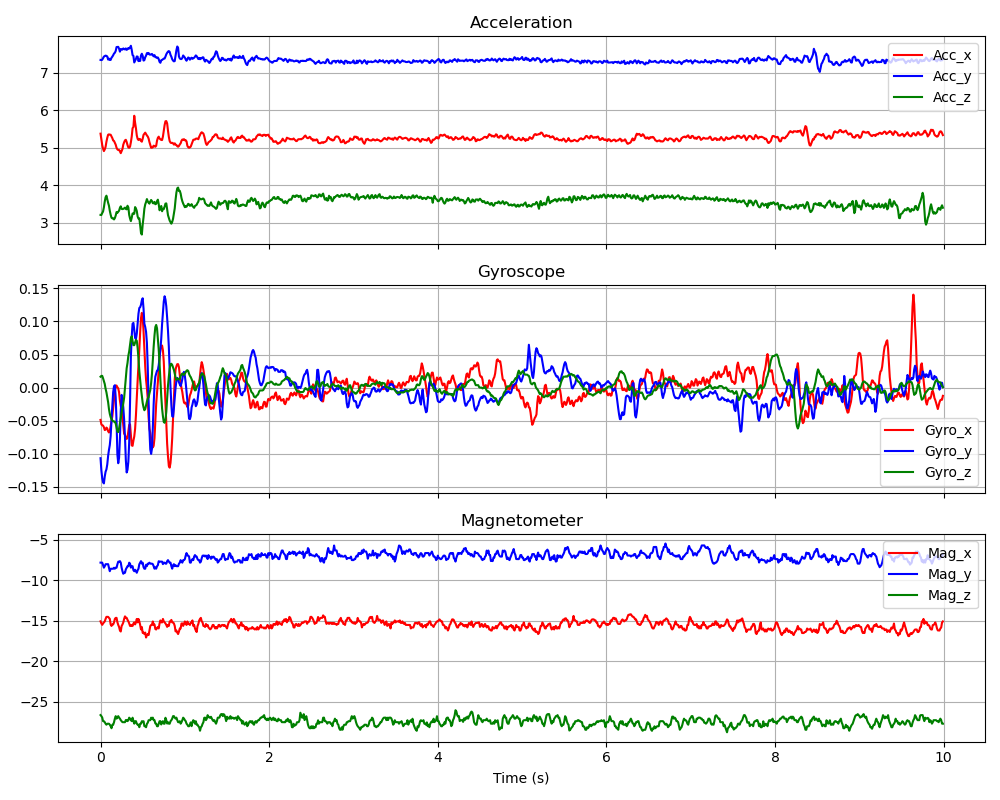 Acceleration
7
6
5
4
3
Acc_x
Acc_y
Acc_z
Gyroscope
0.15
0.10
0.05
0.00
−0.05
−0.10
−0.15
Gyro_x
Gyro_y
Gyro_z
Magnetometer
−5
−10
−15
−20
−25
Mag_x
Mag_y
Mag_z
0 2 4 6 8 10
Time (s)